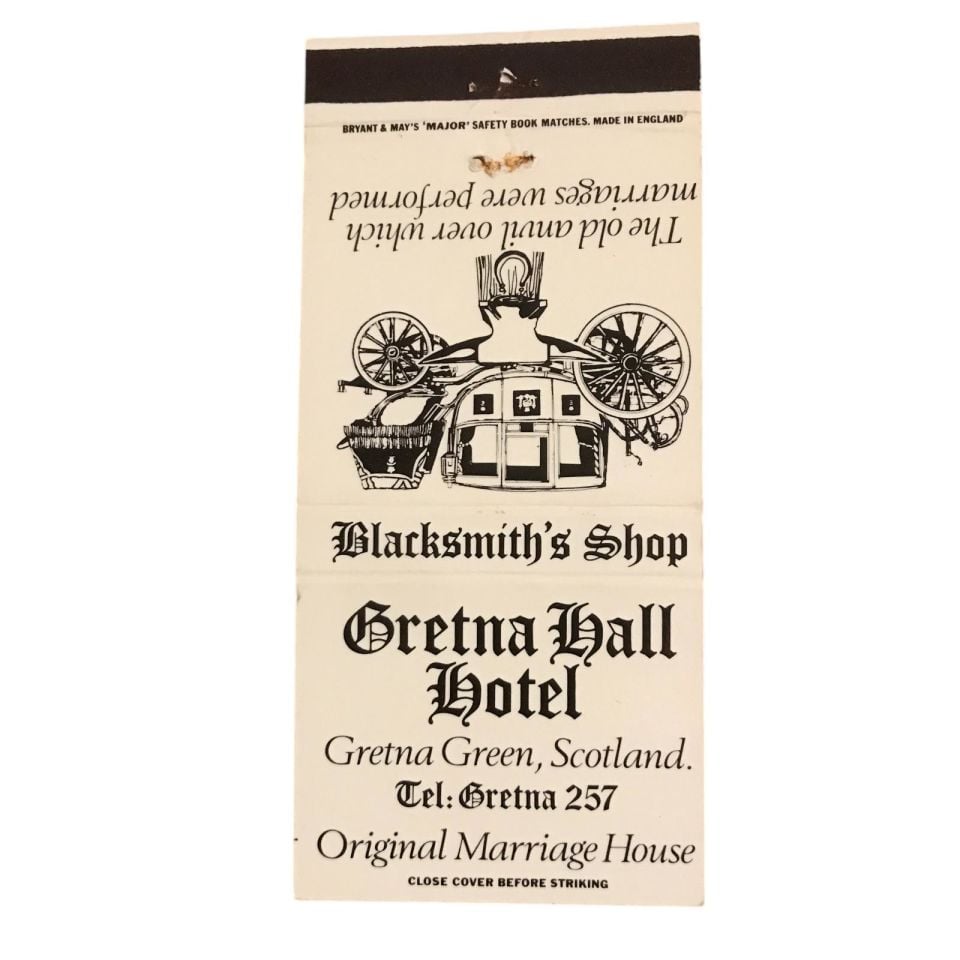 BRYANT & MAY'S 'MAJOR' SAFETY BOOK MATCHES. MADE IN ENGLAND
The old anvil over which
marriages were performed
Blacksmith's Shop
Gretna Hall
Hotel
Gretna Green, Scotland.
Tel: Gretna 257
Original Marriage House
CLOSE COVER BEFORE STRIKING